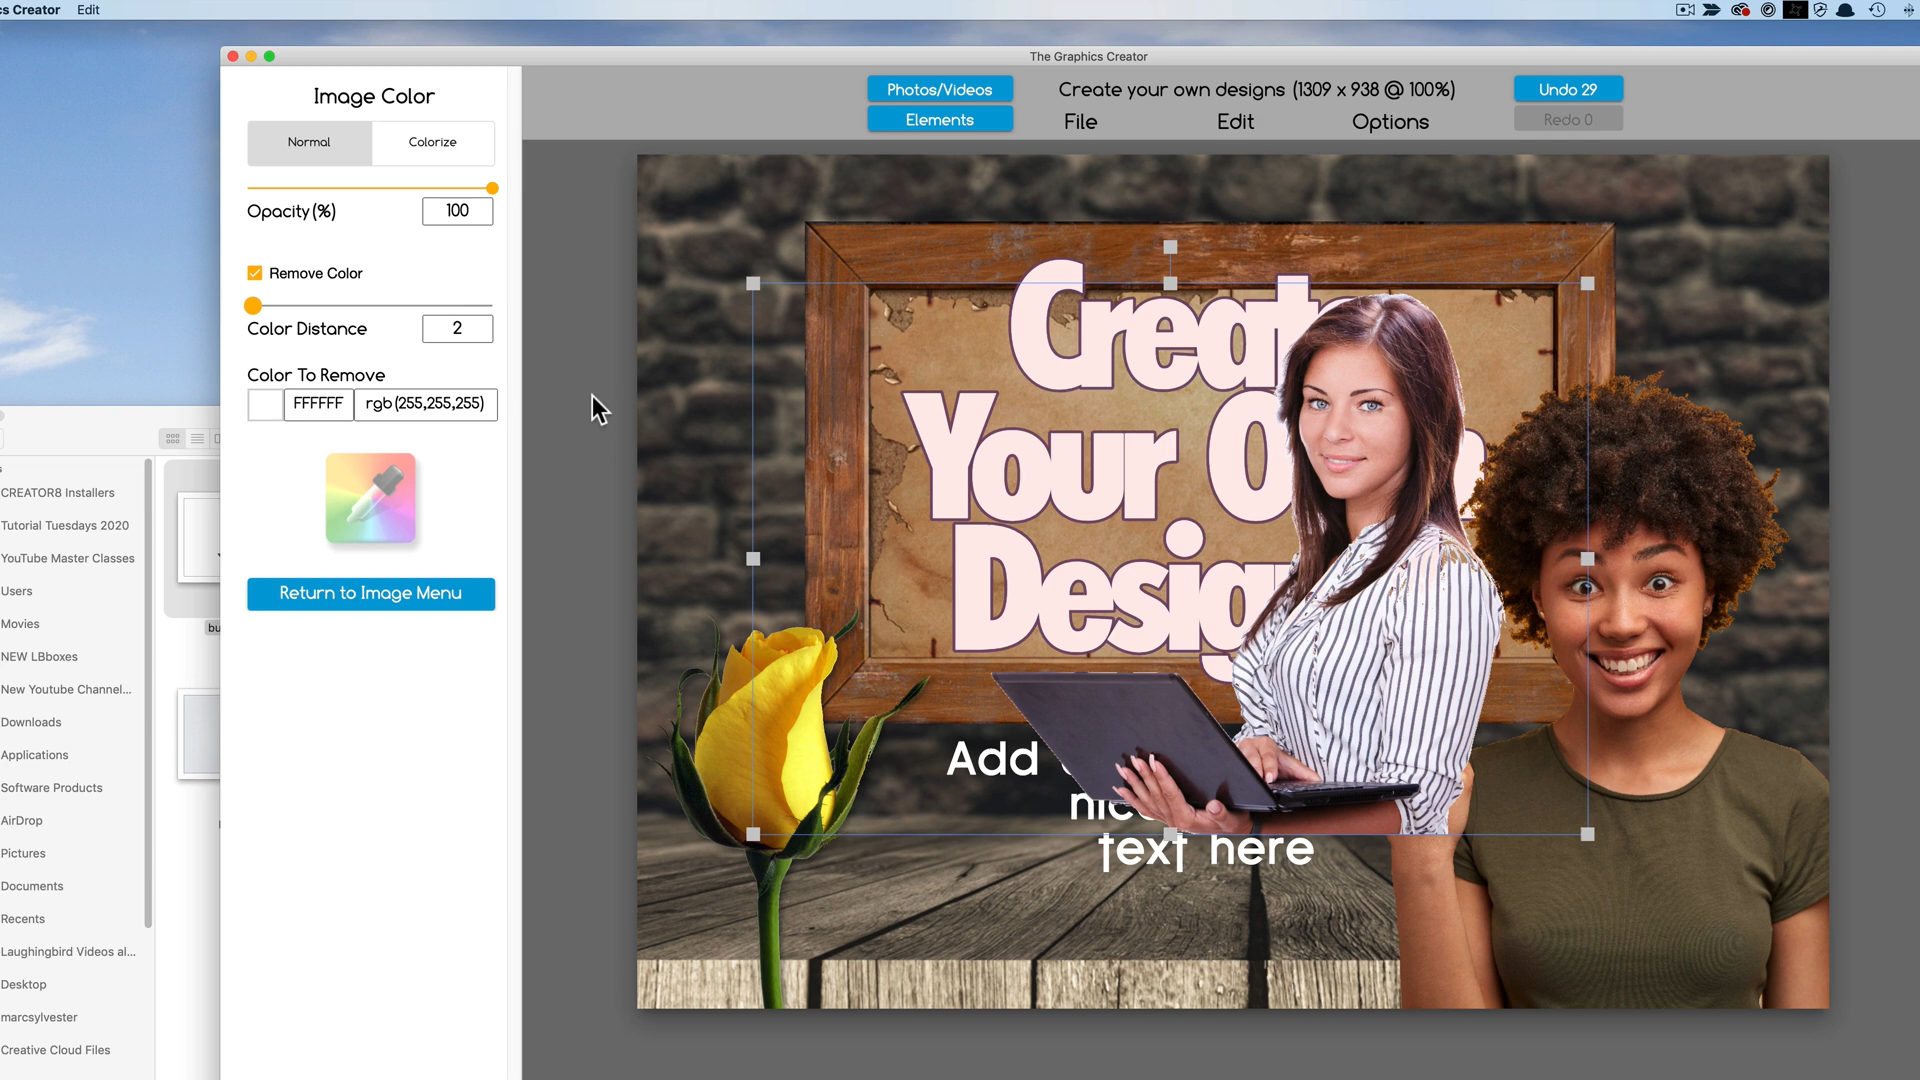 cs Creator Edit
The Graphics Creator
Image Color
Normal Colorize
Opacity (%) 100
Remove Color
Color Distance 2
Color To Remove
FFFFFF rgb (255,255,255)
Return to Image Menu
Photos/Videos
Elements
Create your own designs (1309 x 938 @ 100%)
File Edit Options
Undo 29
Redo 0
Create
Your O
Desig
Add
nic
text here
s
CREATOR8 Installers
Tutorial Tuesdays 2020
YouTube Master Classes
Users
Movies
NEW LBboxes
New Youtube Channel...
Downloads
Applications
Software Products
AirDrop
Pictures
Documents
Recents
Laughingbird Videos al...
Desktop
marcsylvester
Creative Cloud Files
bu